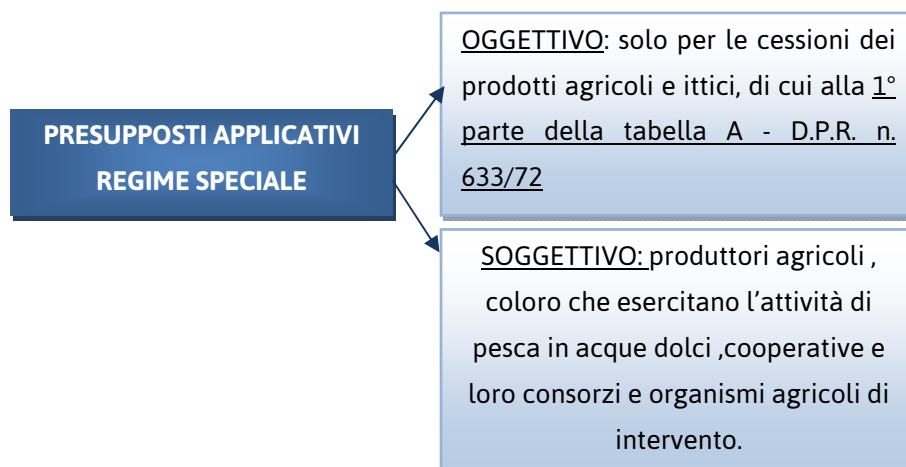 PRESUPPOSTI APPLICATIVI
REGIME SPECIALE
OGGETTIVO: solo per le cessioni dei
prodotti agricoli e ittici, di cui alla 1°
parte della tabella A - D.P.R. n.
633/72
SOGGETTIVO: produttori agricoli ,
coloro che esercitano l’attività di
pesca in acque dolci ,cooperative e
loro consorzi e organismi agricoli di
intervento.